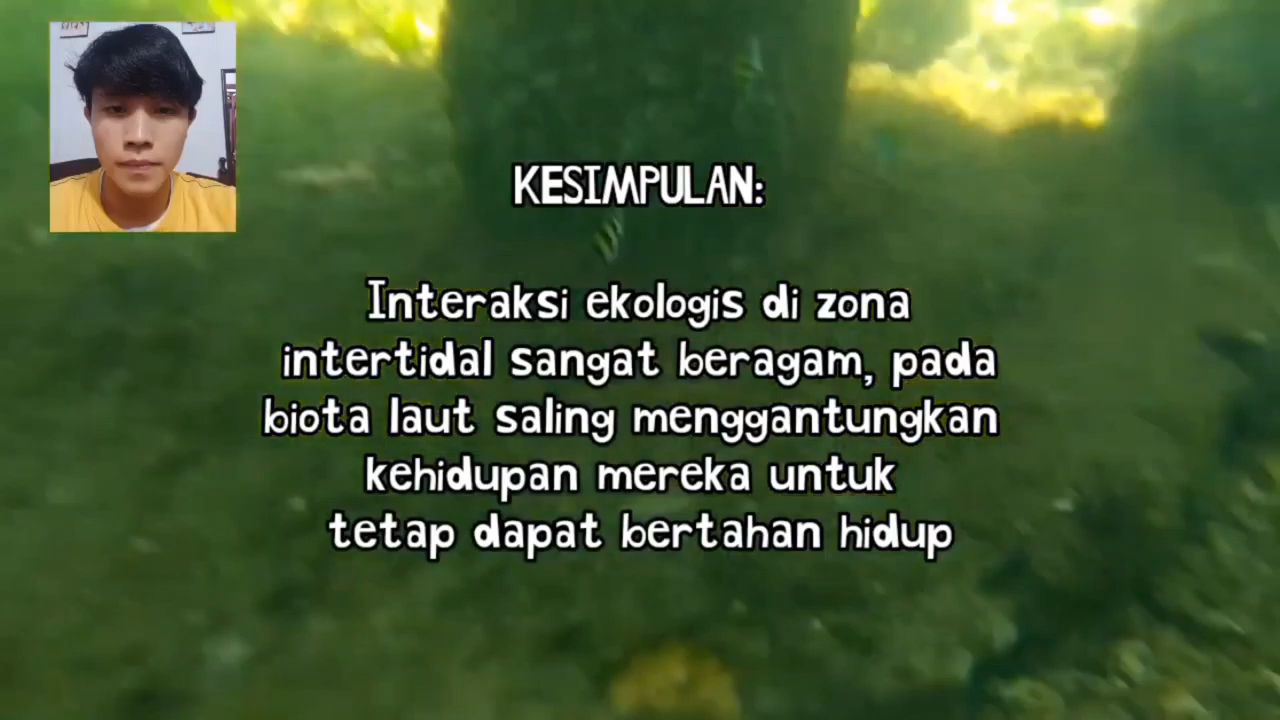 KESIMPULAN:
Interaksi ekologis di zona
intertidal sangat beragam, pada
biota laut saling menggantungkan
kehidupan mereka untuk
tetap dapat bertahan hidup